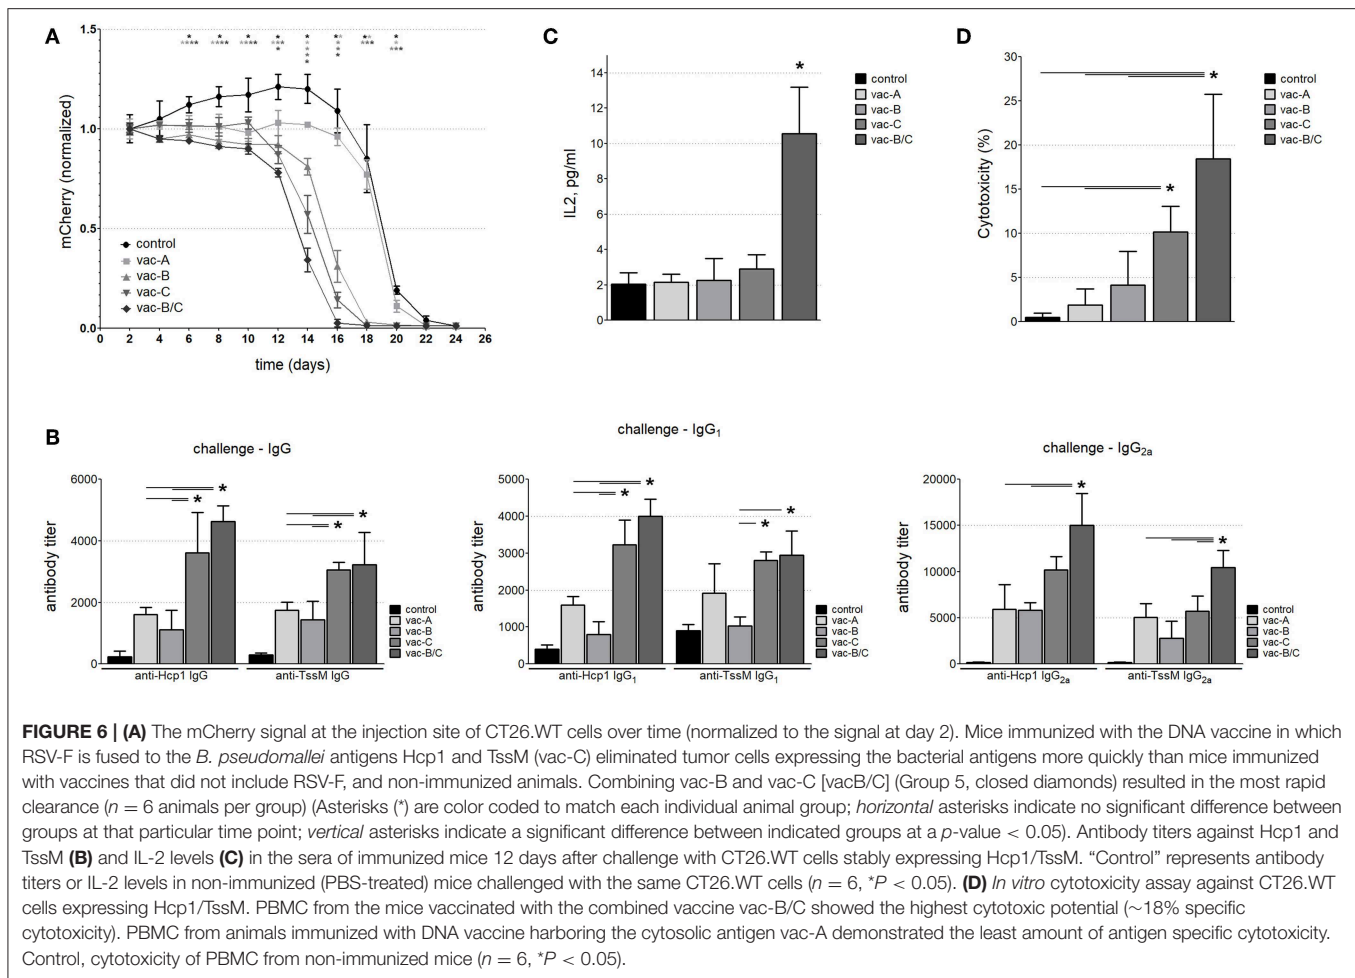 A
1.5
1.0
0.5
0.0
mCherry (normalized)
control
vac-A
vac-B
vac-C
vac-B/C
0 2 4 6 8 10 12 14 16 18 20 22 24 26
time (days)
C
14
12
10
8
6
4
2
0
IL2, pg/ml
*
control
vac-A
vac-B
vac-C
vac-B/C
D
30
25
20
15
10
5
0
Cytotoxicity (%)
*
*
control
vac-A
vac-B
vac-C
vac-B/C
B
challenge - IgG
6000
4000
2000
0
antibody titer
* *
* *
control
vac-A
vac-B
vac-C
vac-B/C
anti-Hcp1 IgG anti-TssM IgG
challenge - IgG1
5000
4000
3000
2000
1000
0
antibody titer
* *
* *
control
vac-A
vac-B
vac-C
vac-B/C
anti-Hcp1 IgG1 anti-TssM IgG1
challenge - IgG2a
20000
15000
10000
5000
0
antibody titer
*
*
control
vac-A
vac-B
vac-C
vac-B/C
anti-Hcp1 IgG2a anti-TssM IgG2a
FIGURE 6 | (A) The mCherry signal at the injection site of CT26.WT cells over time (normalized to the signal at day 2). Mice immunized with the DNA vaccine in which
RSV-F is fused to the B. pseudomallei antigens Hcp1 and TssM (vac-C) eliminated tumor cells expressing the bacterial antigens more quickly than mice immunized
with vaccines that did not include RSV-F, and non-immunized animals. Combining vac-B and vac-C [vacB/C] (Group 5, closed diamonds) resulted in the most rapid
clearance (n = 6 animals per group) (Asterisks (*) are color coded to match each individual animal group; horizontal asterisks indicate no significant difference between
groups at that particular time point; vertical asterisks indicate a significant difference between indicated groups at a p-value < 0.05). Antibody titers against Hcp1 and
TssM (B) and IL-2 levels (C) in the sera of immunized mice 12 days after challenge with CT26.WT cells stably expressing Hcp1/TssM. “Control” represents antibody
titers or IL-2 levels in non-immunized (PBS-treated) mice challenged with the same CT26.WT cells (n = 6, *P < 0.05). (D) In vitro cytotoxicity assay against CT26.WT
cells expressing Hcp1/TssM. PBMC from the mice vaccinated with the combined vaccine vac-B/C showed the highest cytotoxic potential (∼18% specific
cytotoxicity). PBMC from animals immunized with DNA vaccine harboring the cytosolic antigen vac-A demonstrated the least amount of antigen specific cytotoxicity.
Control, cytotoxicity of PBMC from non-immunized mice (n = 6, *P < 0.05).